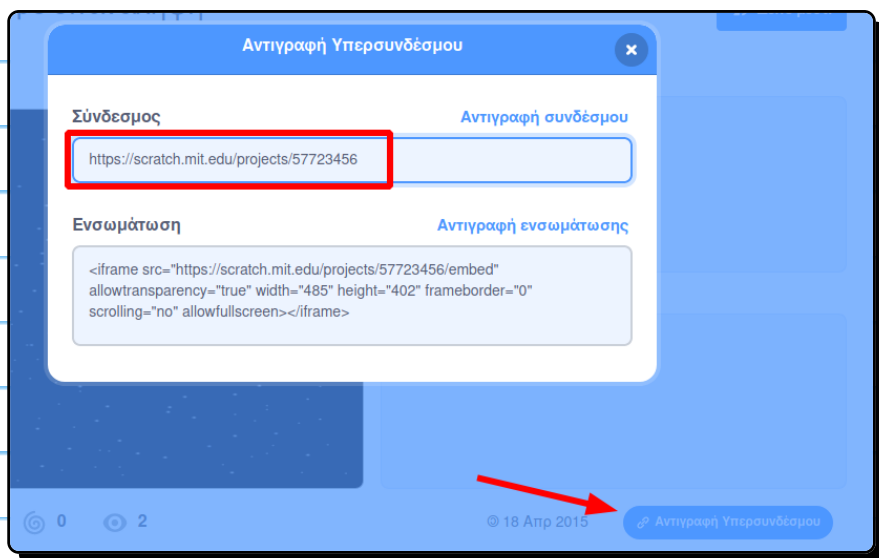 Αντιγραφή Υπερσυνδέσμου
Σύνδεσμος
Αντιγραφή συνδέσμου
https://scratch.mit.edu/projects/57723456
Ενσωμάτωση
Αντιγραφή ενσωμάτωσης
<iframe src="https://scratch.mit.edu/projects/57723456/embed"
allowtransparency="true" width="485" height="402" frameborder="0"
scrolling="no" allowfullscreen></iframe>
0
2
© 18 Απρ 2015
Αντιγραφή Υπερσυνδέσμου